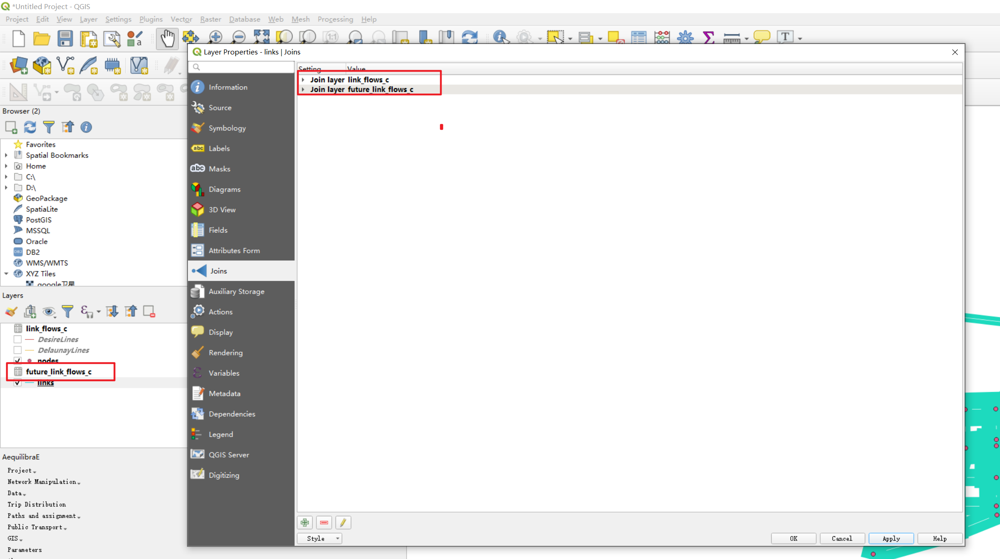 *Untitled Project - QGIS
Project Edit View Layer Settings Plugins Vector Raster Database Web Mesh Processing Help
a
1:1
T
Layer Properties - links | Joins
Information
Source
Symbology
abc Labels
abc Masks
Diagrams
3D View
Fields
Attributes Form
Joins
Auxiliary Storage
Actions
Display
Rendering
Variables
Metadata
Dependencies
Legend
QGIS Server
Digitizing
Setting Value
Join layer link_flows_c
Join layer future_link_flows_c
Style
OK Cancel Apply Help
Browser (2)
Favorites
Spatial Bookmarks
Home
C:\
D:\
GeoPackage
SpatiaLite
PostGIS
MSSQL
Oracle
DB2 DB2
WMS/WMTS
XYZ Tiles
google卫星
Layers
link_flows_c
DesireLines
DelaunayLines
nodes
future_link_flows_c
links
AequilibraE
Project
Network Manipulation
Data
Trip Distribution
Paths and assignment
Public Transport
GIS
Parameters